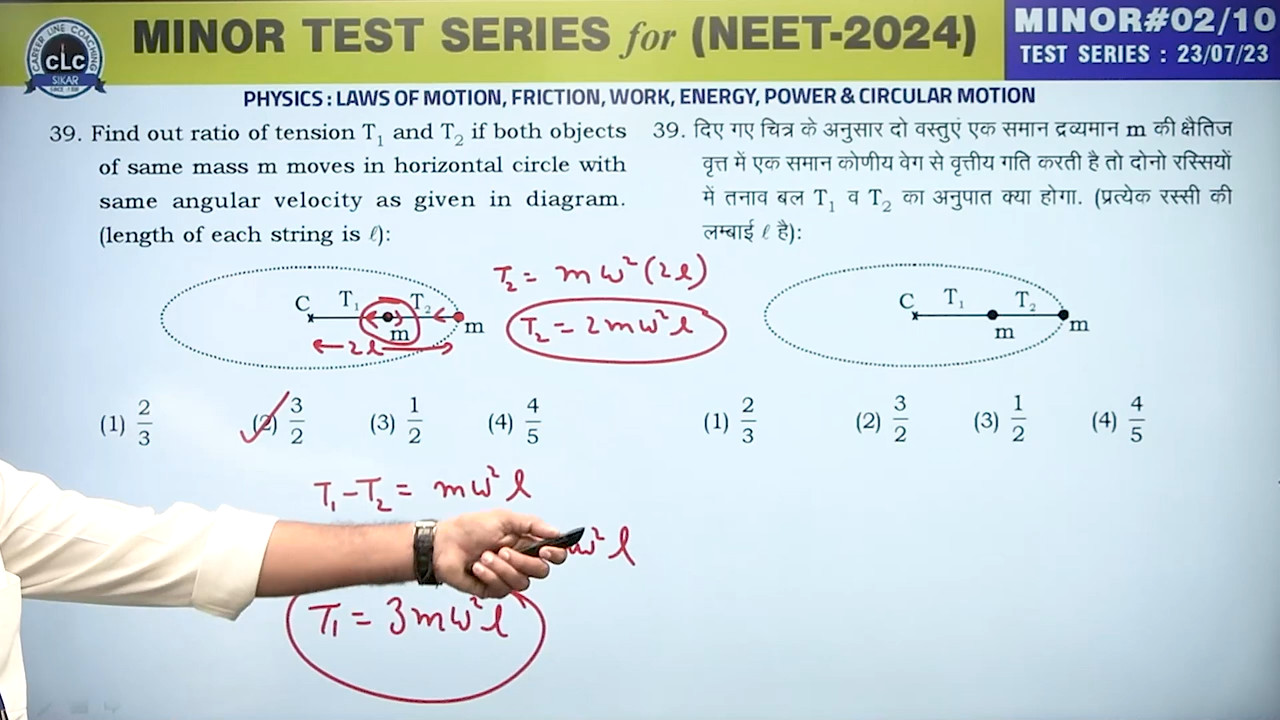 CAREER LINE COACHING
CLC
SIKAR
SINCE - 1996
MINOR TEST SERIES for (NEET-2024)
MINOR#02/10
TEST SERIES : 23/07/23
PHYSICS : LAWS OF MOTION, FRICTION, WORK, ENERGY, POWER & CIRCULAR MOTION
39. Find out ratio of tension T₁ and T₂ if both objects
of same mass m moves in horizontal circle with
same angular velocity as given in diagram.
(length of each string is ℓ):
C T₁ T₂
m m
2l
T₂ = mω²(2l)
T₂ = 2mω²l
(1) 2/3 (2) 3/2 (3) 1/2 (4) 4/5
T₁-T₂ = mω²l
ω²l
T₁ = 3mω²l
39. दिए गए चित्र के अनुसार दो वस्तुएं एक समान द्रव्यमान m की क्षैतिज
वृत्त में एक समान कोणीय वेग से वृत्तीय गति करती है तो दोनो रस्सियों
में तनाव बल T₁ व T₂ का अनुपात क्या होगा. (प्रत्येक रस्सी की
लम्बाई ℓ है):
C T₁ T₂
m m
(1) 2/3 (2) 3/2 (3) 1/2 (4) 4/5